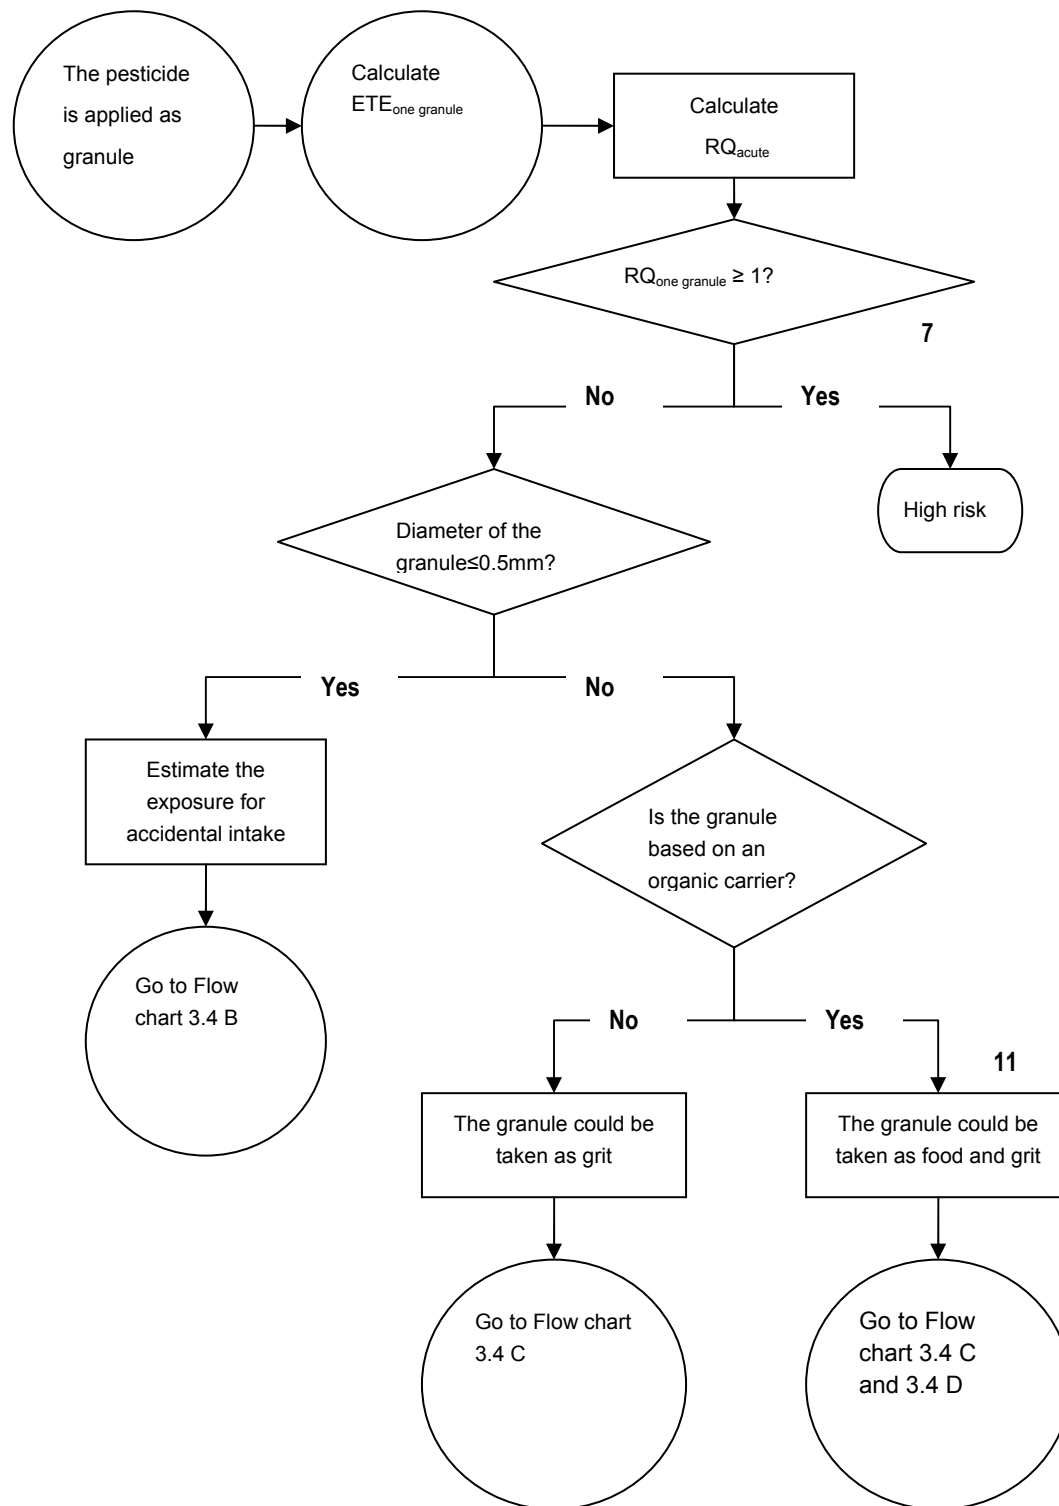 The pesticide
is applied as
granule
Calculate
ETEone granule
Calculate
RQacute
RQone granule ≥ 1?
7
No
Yes
High risk
Diameter of the
granule≤0.5mm?
Yes
No
Estimate the
exposure for
accidental intake
Is the granule
based on an
organic carrier?
Go to Flow
chart 3.4 B
No
Yes
11
The granule could be
taken as grit
The granule could be
taken as food and grit
Go to Flow chart
3.4 C
Go to Flow
chart 3.4 C
and 3.4 D